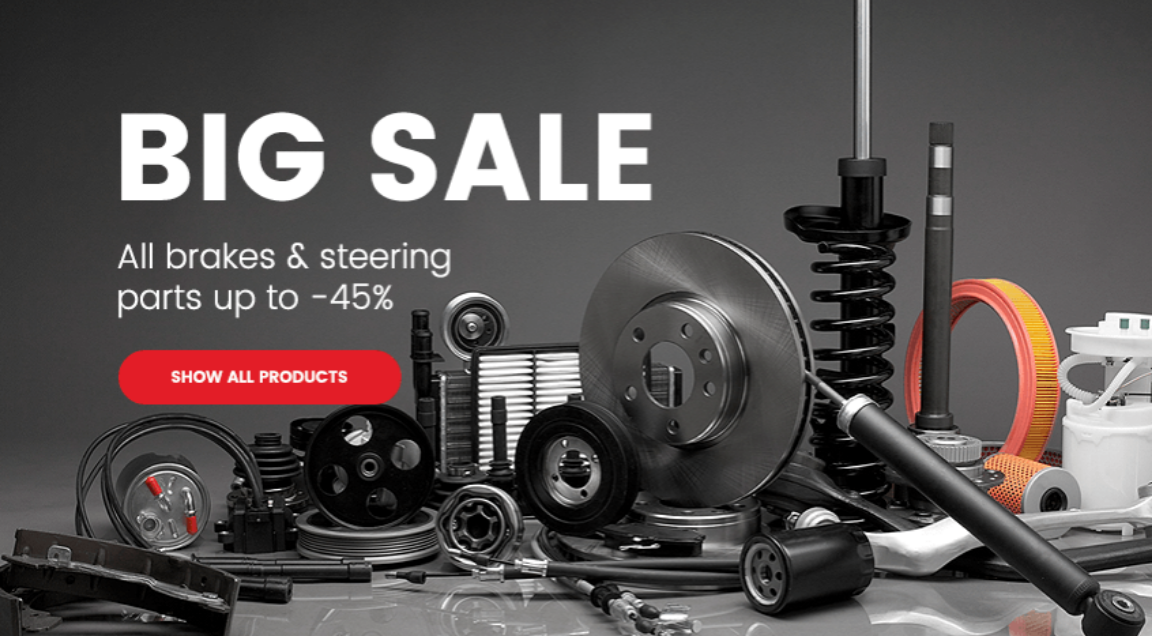 BIG SALE
All brakes & steering
parts up to -45%
SHOW ALL PRODUCTS